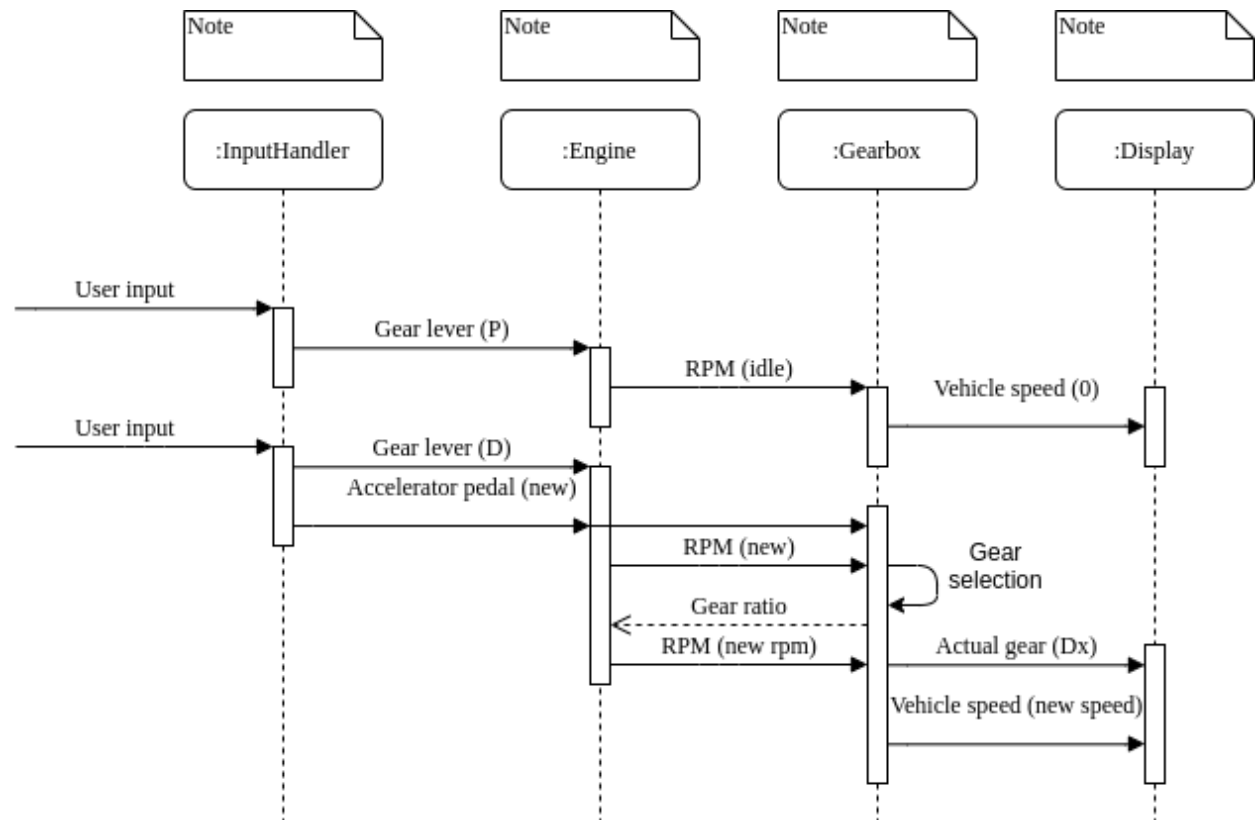 Note
Note
Note
Note
:InputHandler
:Engine
:Gearbox
:Display
User input
Gear lever (P)
RPM (idle)
Vehicle speed (0)
User input
Gear lever (D)
Accelerator pedal (new)
RPM (new)
Gear
selection
Gear ratio
RPM (new rpm)
Actual gear (Dx)
Vehicle speed (new speed)